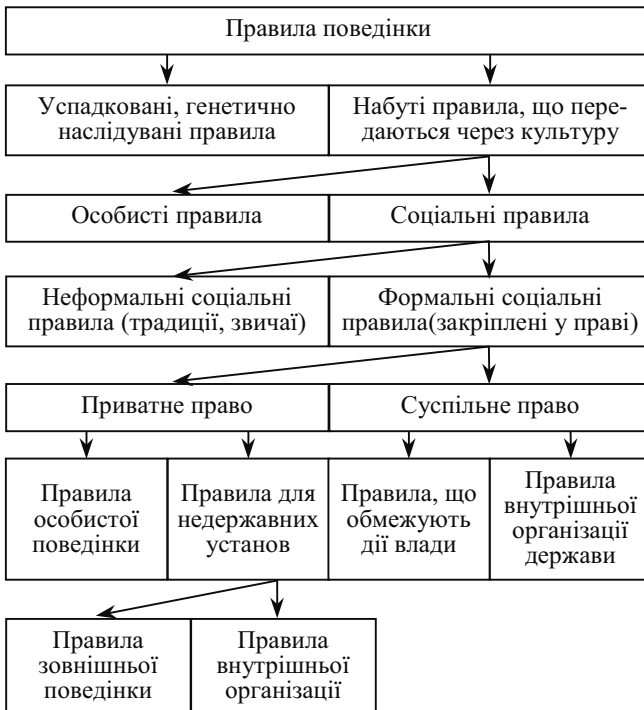 Правила поведінки
Успадковані, генетично
наслідувані правила
Набуті правила, що пере-
даються через культуру
Особисті правила
Соціальні правила
Неформальні соціальні
правила (традиції, звичаї)
Формальні соціальні
правила(закріплені у праві)
Приватне право
Суспільне право
Правила
особистої
поведінки
Правила для
недержавних
установ
Правила, що
обмежують
дії влади
Правила
внутрішньої
організації
держави
Правила
зовнішньої
поведінки
Правила
внутрішньої
організації